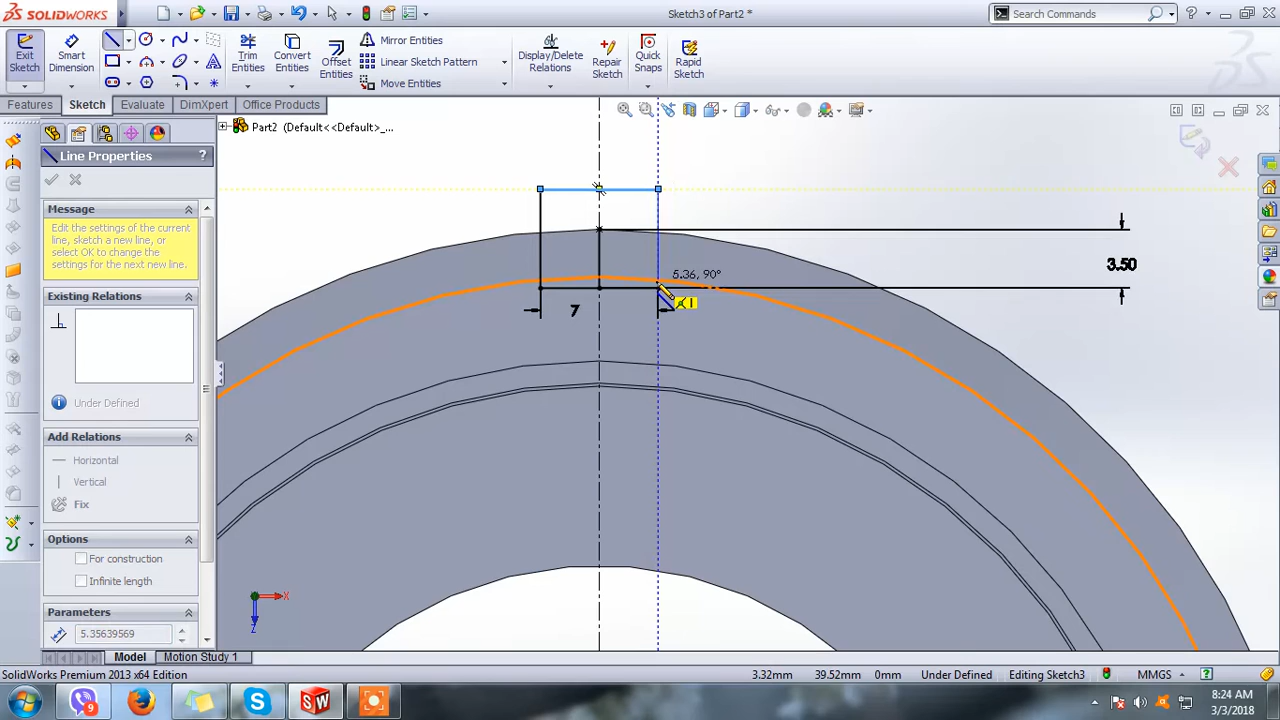 SOLIDWORKS
Sketch3 of Part2 *
Search Commands
Exit Sketch
Smart Dimension
Trim Entities
Convert Entities
Offset Entities
Mirror Entities
Linear Sketch Pattern
Move Entities
Display/Delete Relations
Repair Sketch
Quick Snaps
Rapid Sketch
Features
Sketch
Evaluate
DimXpert
Office Products
Part2 (Default<<Default>_...
Line Properties
?
Message
Edit the settings of the current line, sketch a new line, or select OK to change the settings for the next new line.
Existing Relations
Under Defined
Add Relations
Horizontal
Vertical
Fix
Options
For construction
Infinite length
Parameters
5.35639569
5.36, 90°
3.50
7
X
Z
Model
Motion Study 1
SolidWorks Premium 2013 x64 Edition
3.32mm
39.52mm
0mm
Under Defined
Editing Sketch3
MMGS
?
9
8:24 AM
3/3/2018